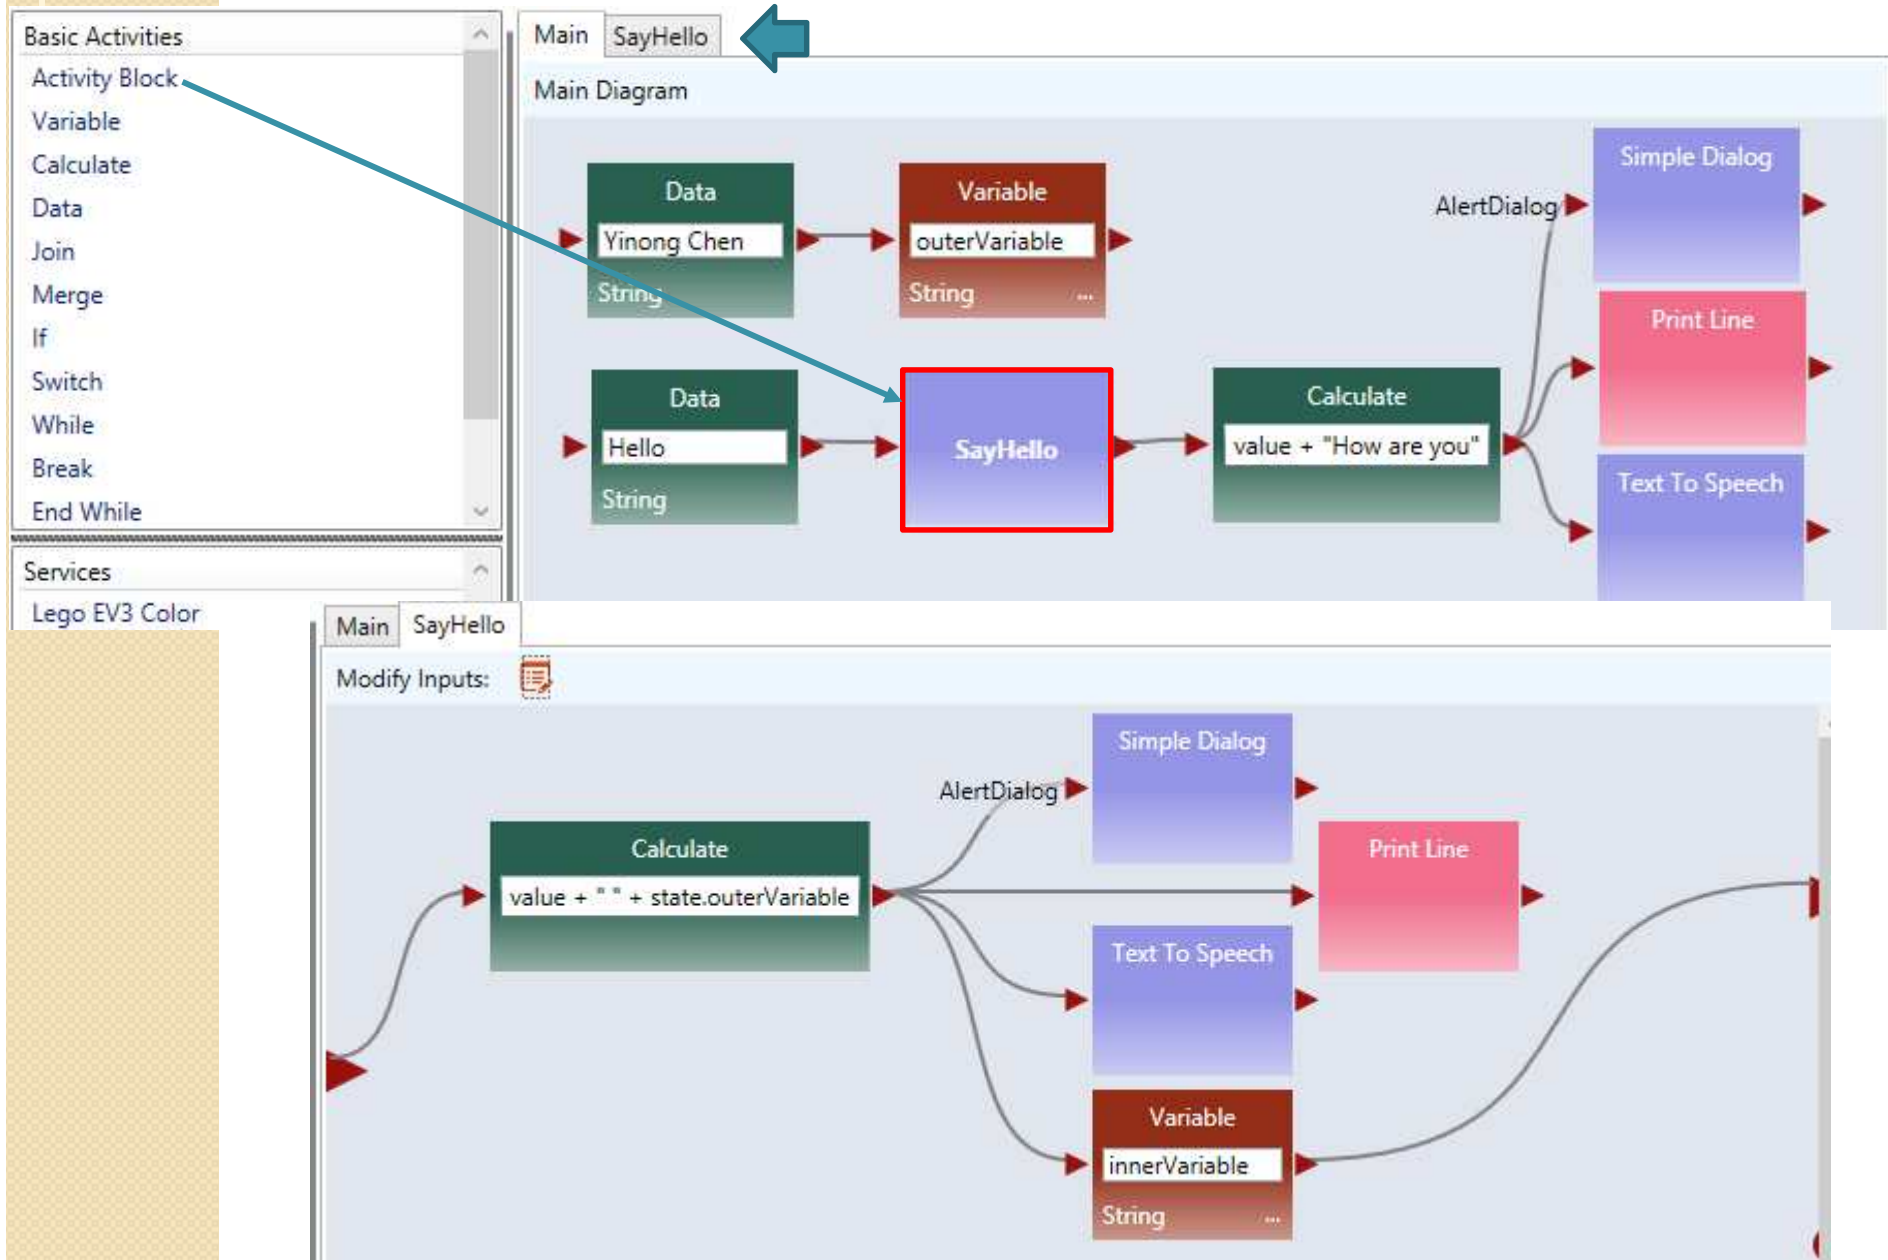 Basic Activities
Activity Block
Variable
Calculate
Data
Join
Merge
If
Switch
While
Break
End While
Services
Lego EV3 Color
Main SayHello
Main Diagram
Data
Yinong Chen
String
Variable
outerVariable
String ...
Data
Hello
String
SayHello
Calculate
value + "How are you"
AlertDialog
Simple Dialog
Print Line
Text To Speech
Main SayHello
Modify Inputs:
Calculate
value + " " + state.outerVariable
AlertDialog
Simple Dialog
Print Line
Text To Speech
Variable
innerVariable
String ...